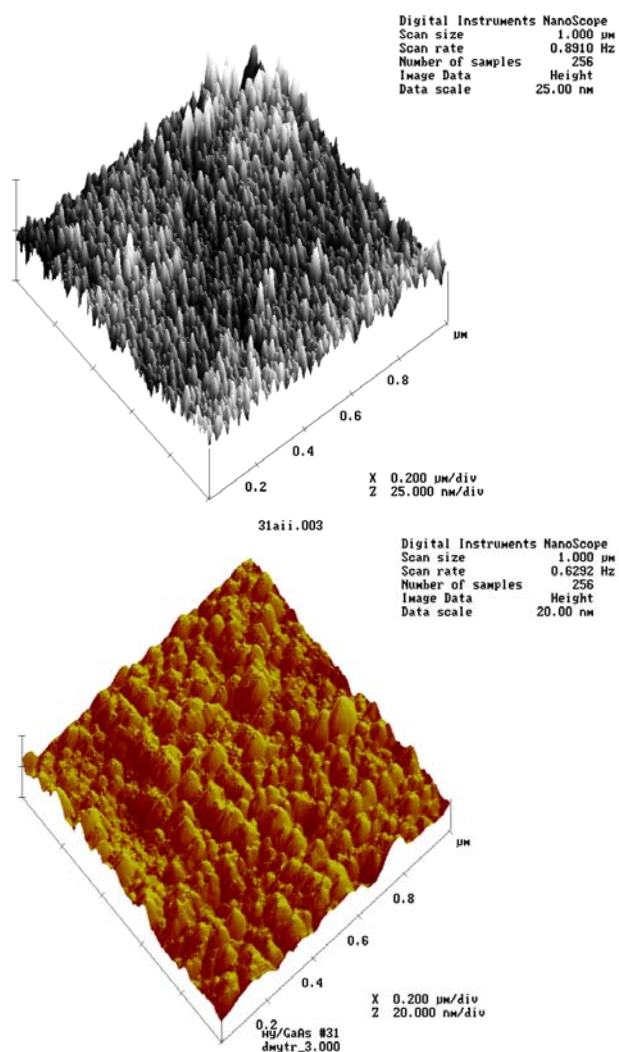 Digital Instruments NanoScope
Scan size 1.000 µm
Scan rate 0.8910 Hz
Number of samples 256
Image Data Height
Data scale 25.00 nm
µm
0.8
0.6
0.4
0.2
X 0.200 µm/div
Z 25.000 nm/div
31aii.003
Digital Instruments NanoScope
Scan size 1.000 µm
Scan rate 0.6292 Hz
Number of samples 256
Image Data Height
Data scale 20.00 nm
µm
0.8
0.6
0.4
0.2
X 0.200 µm/div
Z 20.000 nm/div
/GaAs #31
dmytr_3.000